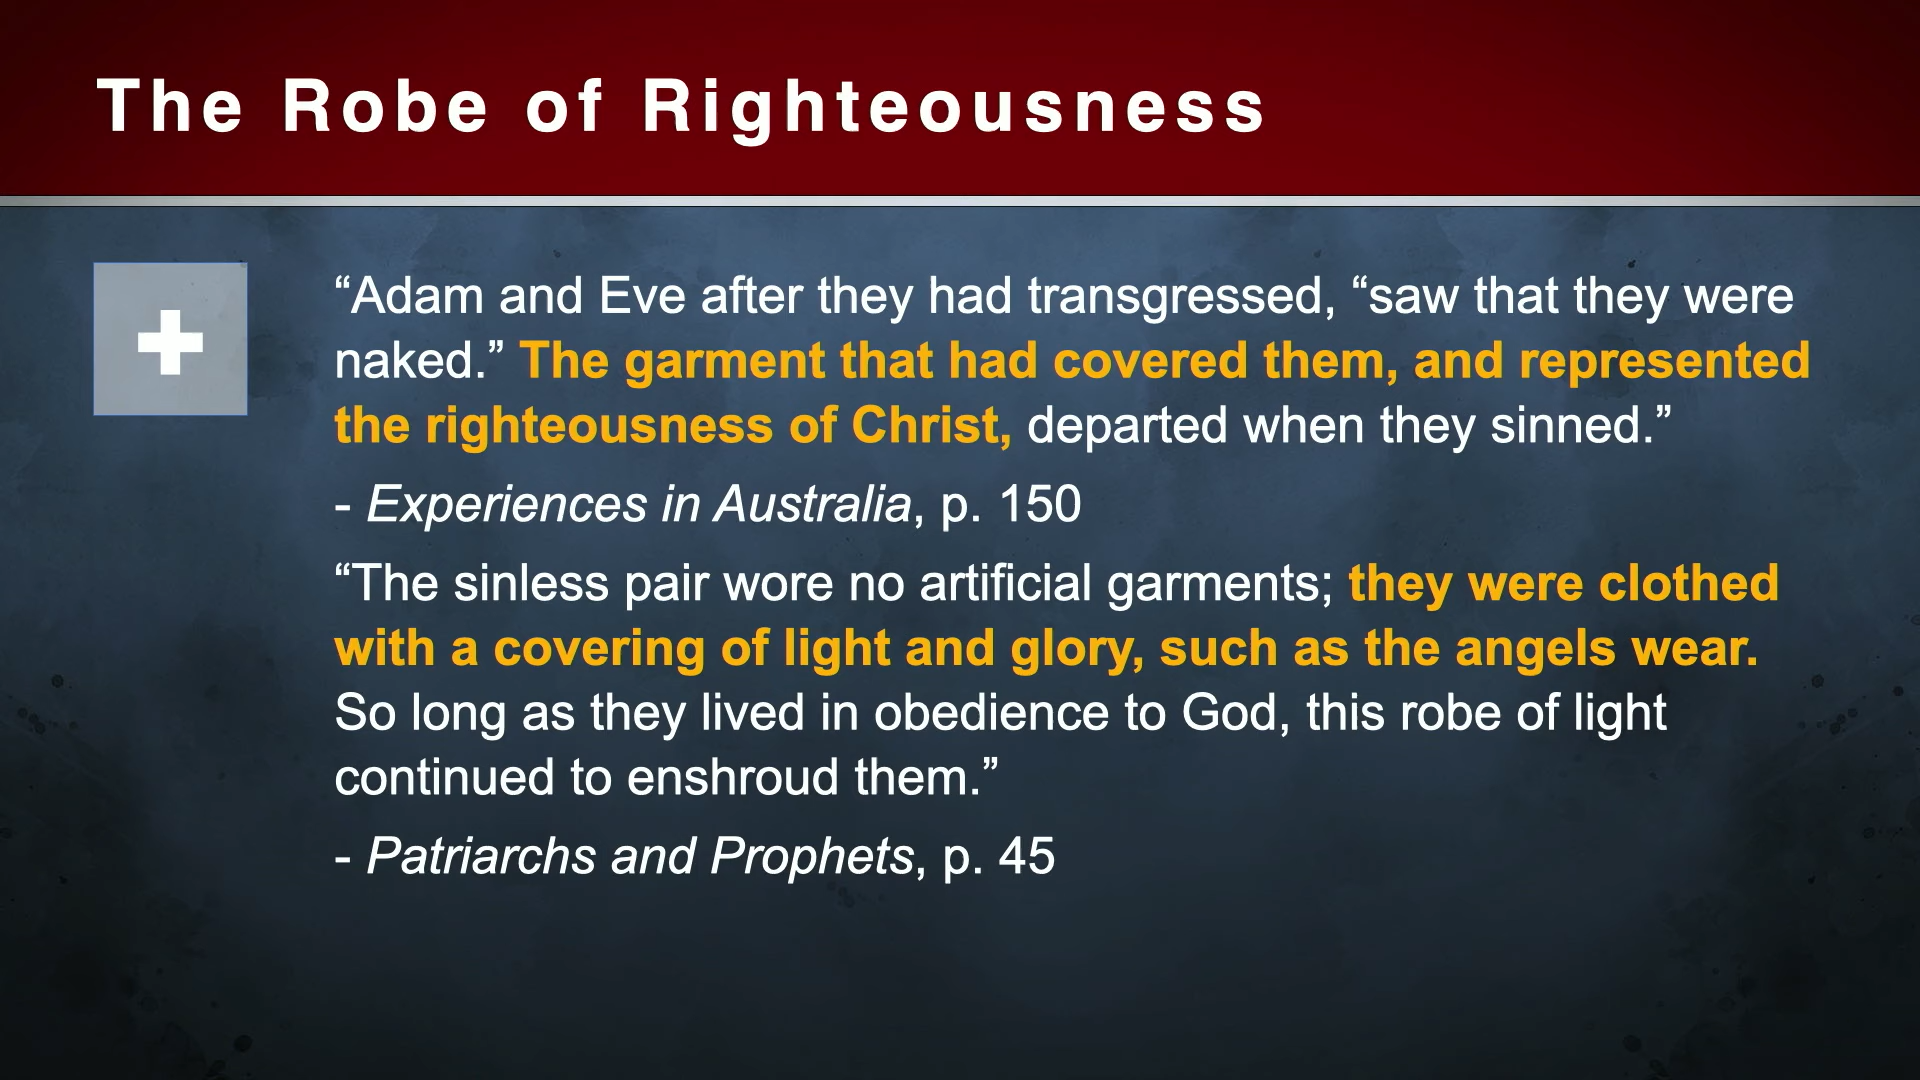 The Robe of Righteousness
“Adam and Eve after they had transgressed, “saw that they were
naked.” The garment that had covered them, and represented
the righteousness of Christ, departed when they sinned.”
- Experiences in Australia, p. 150
“The sinless pair wore no artificial garments; they were clothed
with a covering of light and glory, such as the angels wear.
So long as they lived in obedience to God, this robe of light
continued to enshroud them.”
- Patriarchs and Prophets, p. 45